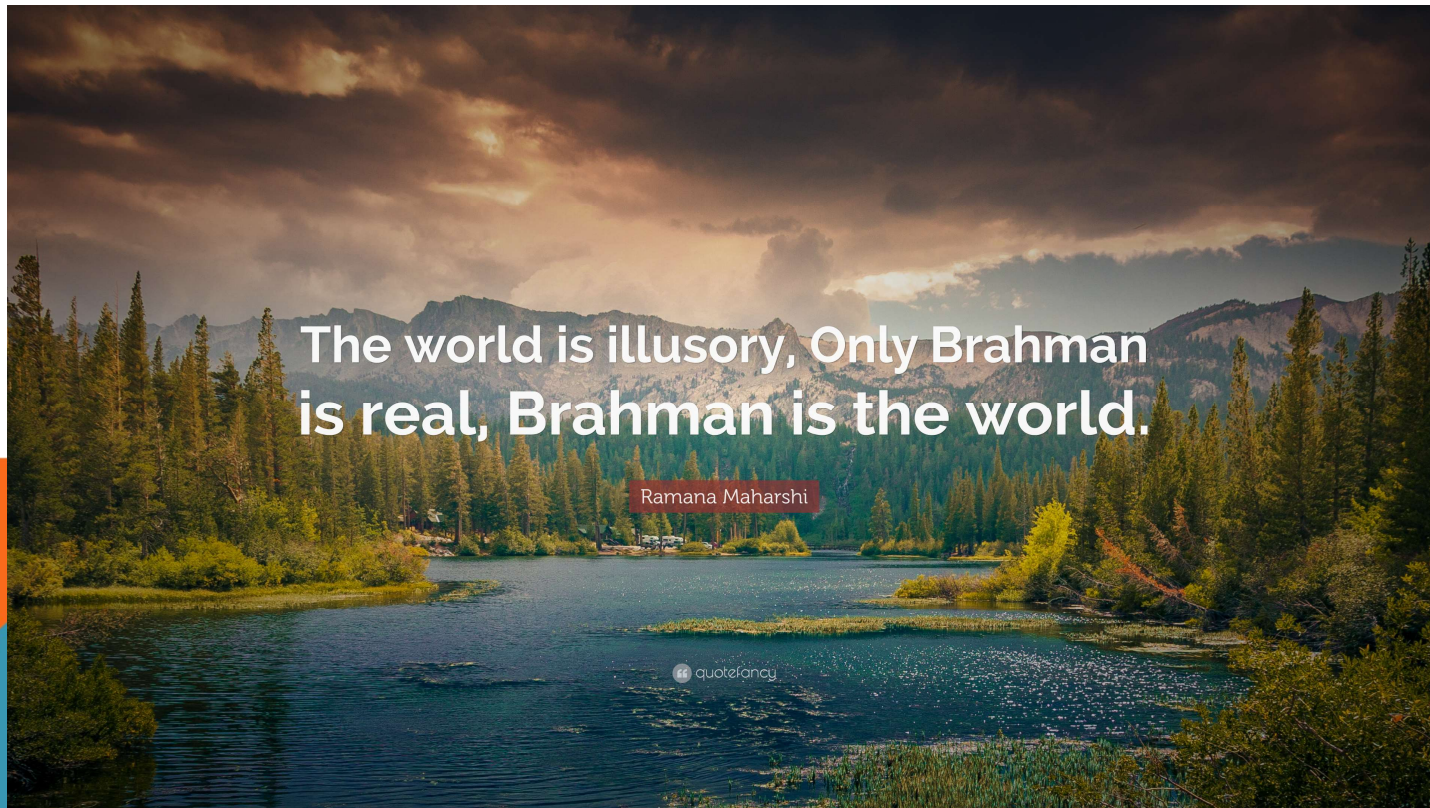 The world is illusory, Only Brahman
is real, Brahman is the world.
Ramana Maharshi
quotefancy